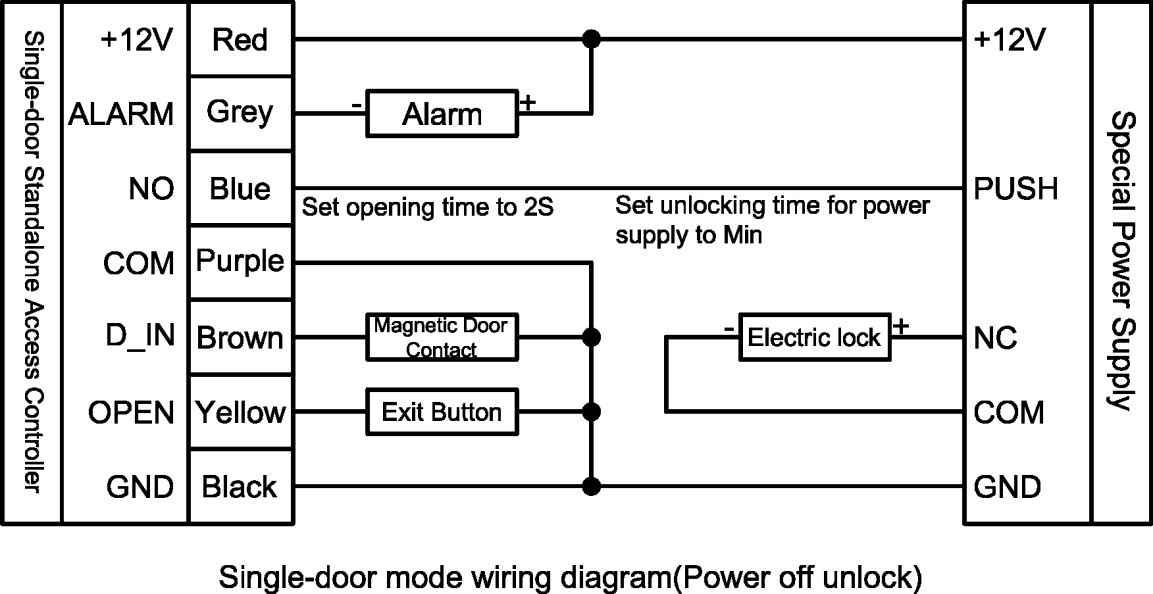 Single-door Standalone Access Controller
+12V Red
ALARM Grey
NO Blue
COM Purple
D_IN Brown
OPEN Yellow
GND Black
- Alarm +
Set opening time to 2S
Set unlocking time for power
supply to Min
Magnetic Door
Contact
Exit Button
- Electric lock +
+12V
PUSH
NC
COM
GND
Special Power Supply
Single-door mode wiring diagram(Power off unlock)